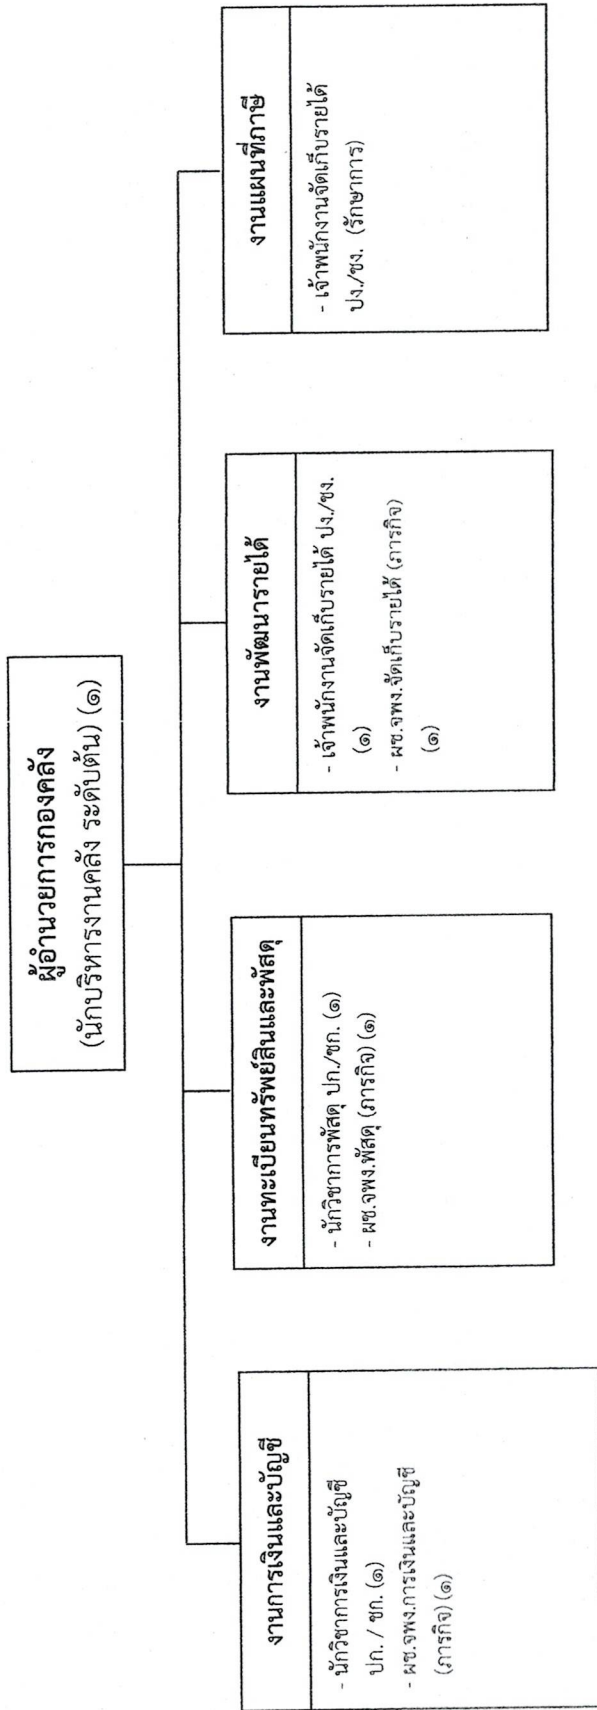 ผู้อำนวยการกองคลัง
(นักบริหารงานคลัง ระดับต้น) (๑)
งานการเงินและบัญชี
- นักวิชาการเงินและบัญชี
ปก. / ชก. (๑)
- ผช.จพง.การเงินและบัญชี
(ภารกิจ) (๑)
งานทะเบียนทรัพย์สินและพัสดุ
- นักวิชาการพัสดุ ปก./ชก. (๑)
- ผช.จพง.พัสดุ (ภารกิจ) (๑)
งานพัฒนารายได้
- เจ้าพนักงานจัดเก็บรายได้ ปง./ชง.
(๑)
- ผช.จพง.จัดเก็บรายได้ (ภารกิจ)
(๑)
งานแผนที่ภาษี
- เจ้าพนักงานจัดเก็บรายได้
ปง./ชง. (รักษาการ)